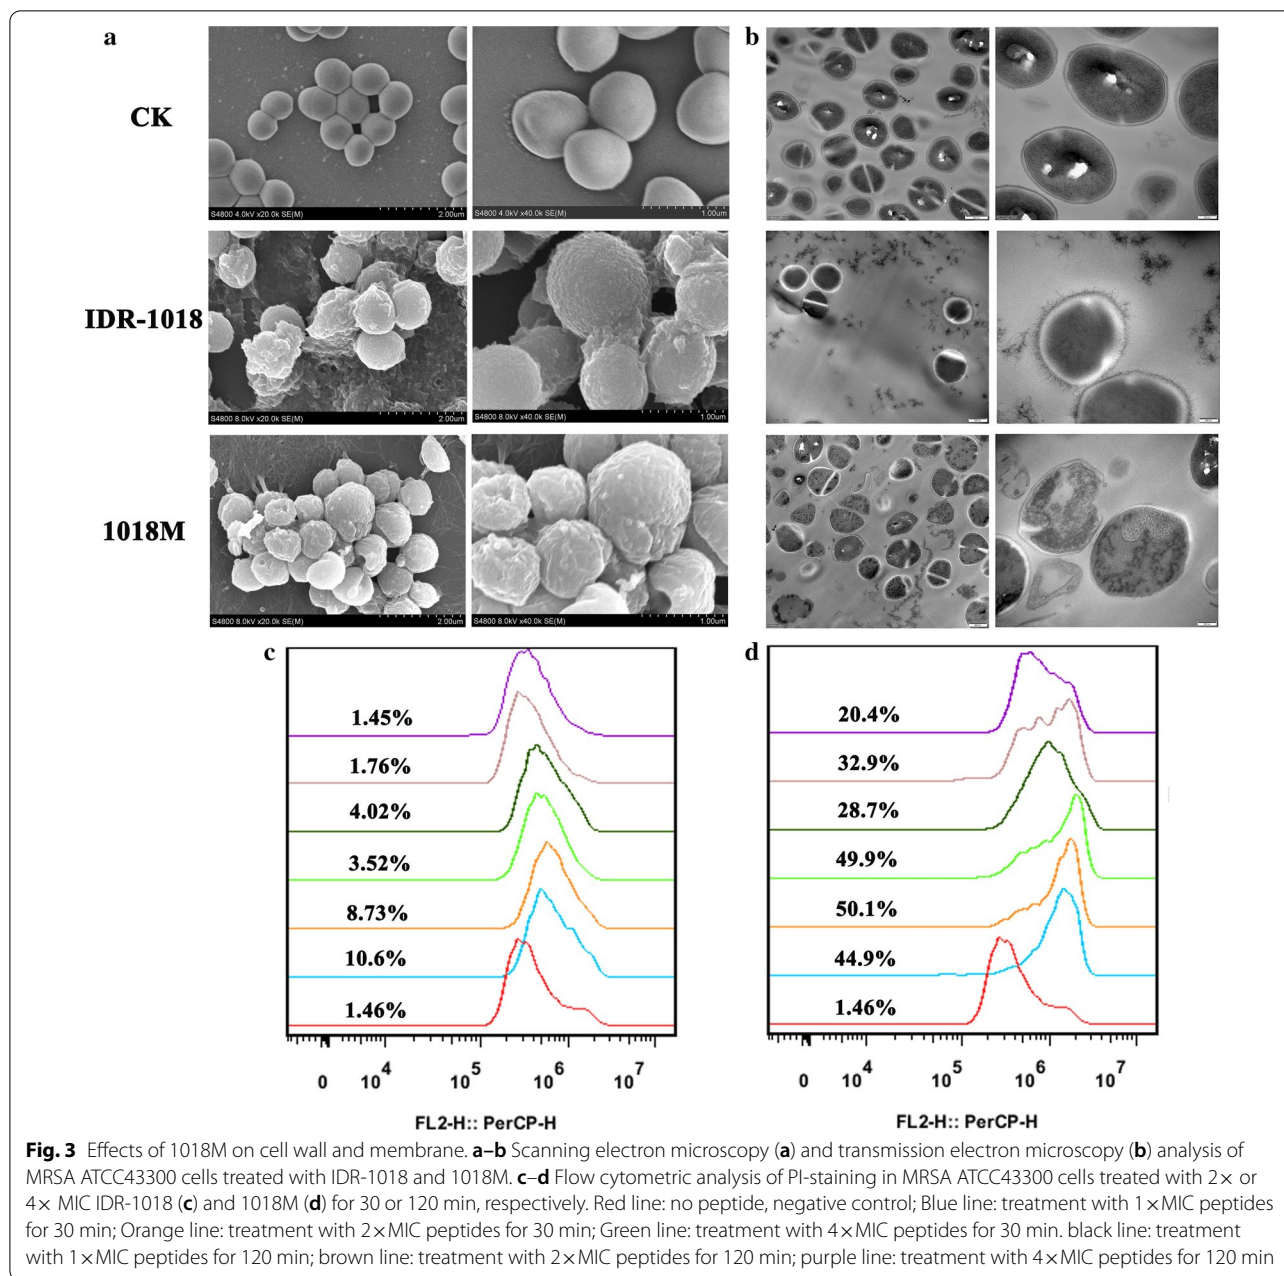 a
b
CK
S4800 4.0kV x20.0k SE(M) 2.00um
S4800 4.0kV x40.0k SE(M) 1.00um
IDR-1018
S4800 8.0kV x20.0k SE(M) 2.00um
S4800 8.0kV x40.0k SE(M) 1.00um
1018M
S4800 8.0kV x20.0k SE(M) 2.00um
S4800 8.0kV x40.0k SE(M) 1.00um
c
1.45%
1.76%
4.02%
3.52%
8.73%
10.6%
1.46%
0 10^4 10^5 10^6 10^7
FL2-H:: PerCP-H
d
20.4%
32.9%
28.7%
49.9%
50.1%
44.9%
1.46%
0 10^4 10^5 10^6 10^7
FL2-H:: PerCP-H
Fig. 3 Effects of 1018M on cell wall and membrane. a–b Scanning electron microscopy (a) and transmission electron microscopy (b) analysis of
MRSA ATCC43300 cells treated with IDR-1018 and 1018M. c–d Flow cytometric analysis of PI-staining in MRSA ATCC43300 cells treated with 2× or
4× MIC IDR-1018 (c) and 1018M (d) for 30 or 120 min, respectively. Red line: no peptide, negative control; Blue line: treatment with 1×MIC peptides
for 30 min; Orange line: treatment with 2×MIC peptides for 30 min; Green line: treatment with 4×MIC peptides for 30 min. black line: treatment
with 1×MIC peptides for 120 min; brown line: treatment with 2×MIC peptides for 120 min; purple line: treatment with 4×MIC peptides for 120 min